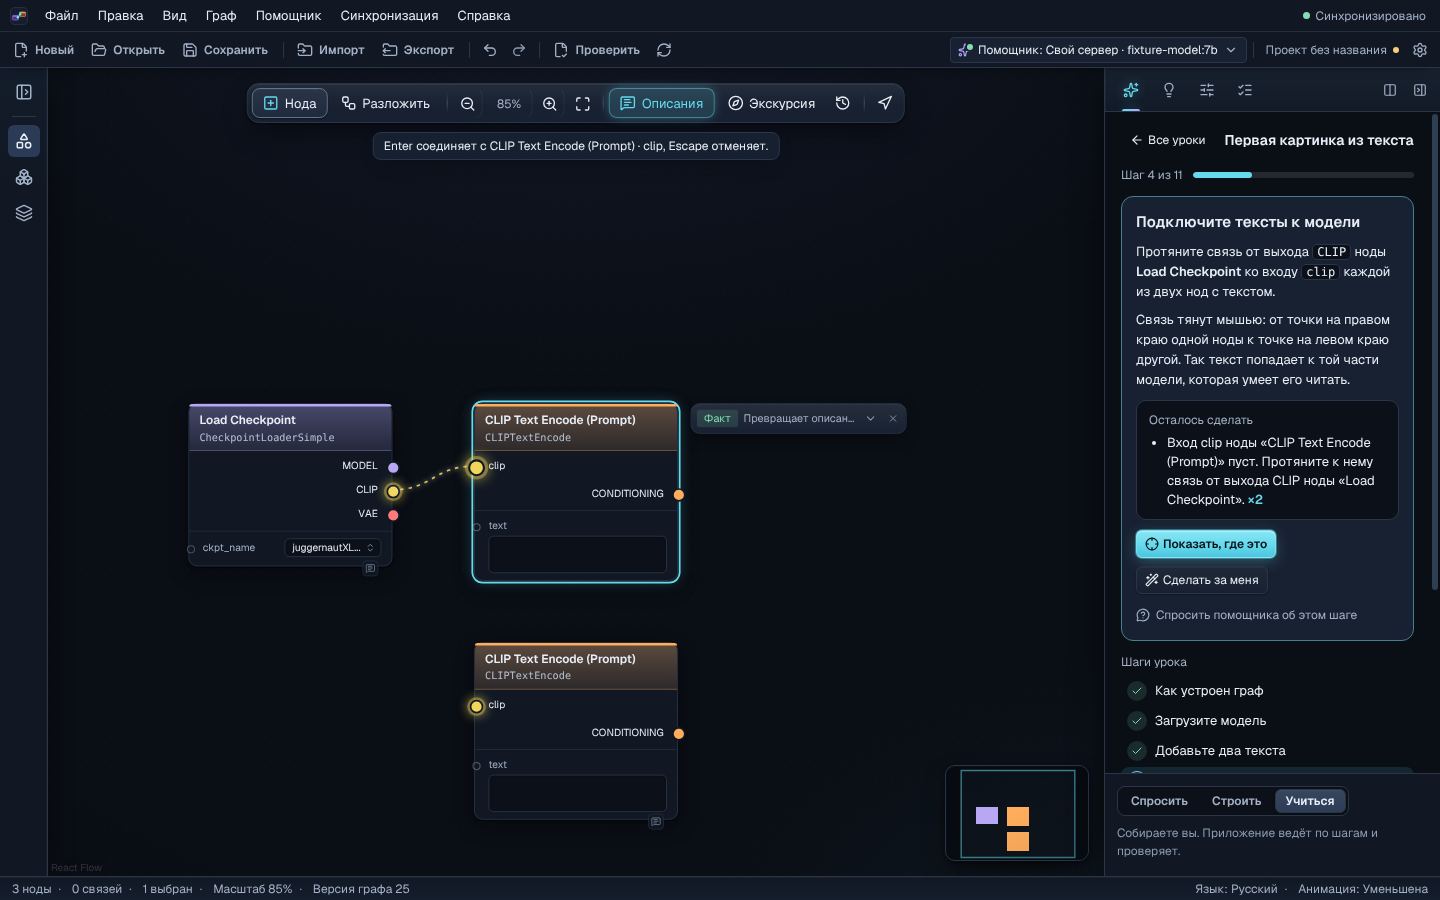 Файл Правка Вид Граф Помощник Синхронизация Справка
Синхронизировано
Новый Открыть Сохранить Импорт Экспорт Проверить
Помощник: Свой сервер · fixture-model:7b
Проект без названия
Нода Разложить 85% Описания Экскурсия
Enter соединяет с CLIP Text Encode (Prompt) · clip, Escape отменяет.
Load Checkpoint
CheckpointLoaderSimple
MODEL
CLIP
VAE
ckpt_name juggernautXL...
CLIP Text Encode (Prompt)
CLIPTextEncode
clip
CONDITIONING
text
Факт Превращает описан...
CLIP Text Encode (Prompt)
CLIPTextEncode
clip
CONDITIONING
text
React Flow
Все уроки Первая картинка из текста
Шаг 4 из 11
Подключите тексты к модели
Протяните связь от выхода CLIP ноды
Load Checkpoint ко входу clip каждой
из двух нод с текстом.
Связь тянут мышью: от точки на правом
краю одной ноды к точке на левом краю
другой. Так текст попадает к той части
модели, которая умеет его читать.
Осталось сделать
• Вход clip ноды «CLIP Text Encode
(Prompt)» пуст. Протяните к нему
связь от выхода CLIP ноды «Load
Checkpoint». ×2
Показать, где это
Сделать за меня
Спросить помощника об этом шаге
Шаги урока
Как устроен граф
Загрузите модель
Добавьте два текста
Спросить Строить Учиться
Собираете вы. Приложение ведёт по шагам и
проверяет.
3 ноды · 0 связей · 1 выбран · Масштаб 85% · Версия графа 25
Язык: Русский · Анимация: Уменьшена